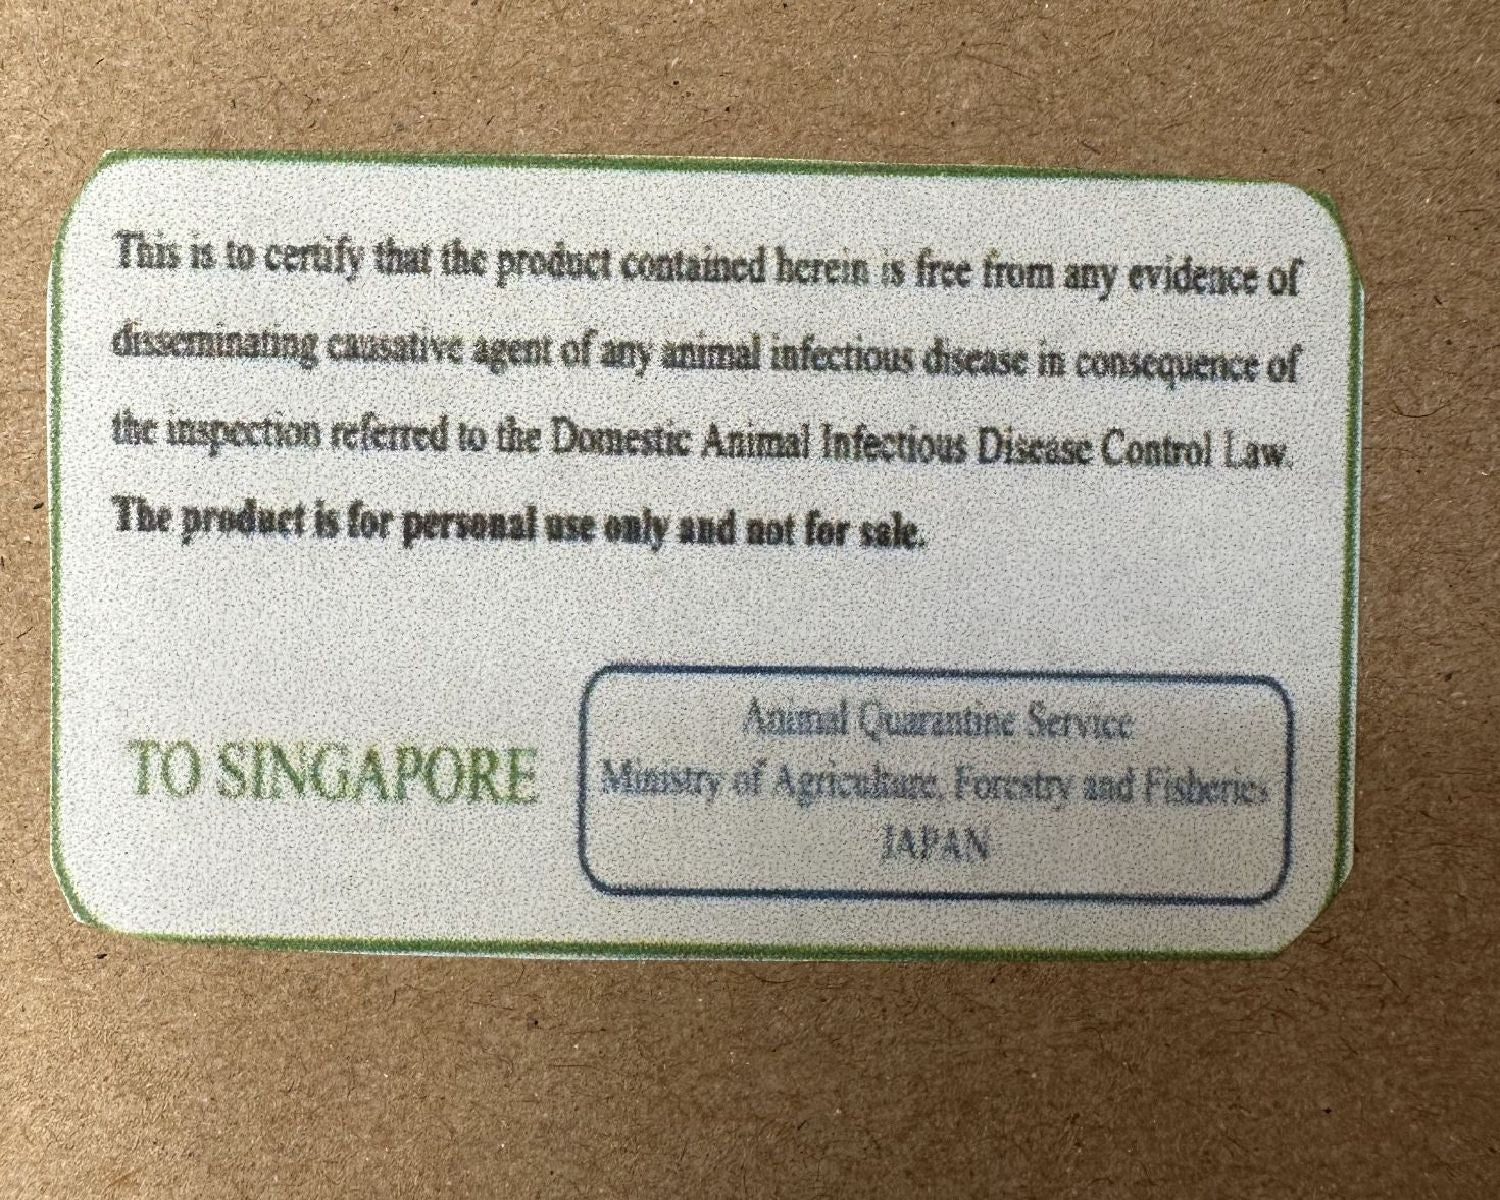 This is to certify that the product contained herein is free from any evidence of
disseminating causative agent of any animal infectious disease in consequence of
the inspection referred to the Domestic Animal Infectious Disease Control Law.
The product is for personal use only and not for sale.
TO SINGAPORE
Animal Quarantine Service
Ministry of Agriculture, Forestry and Fisheries
JAPAN